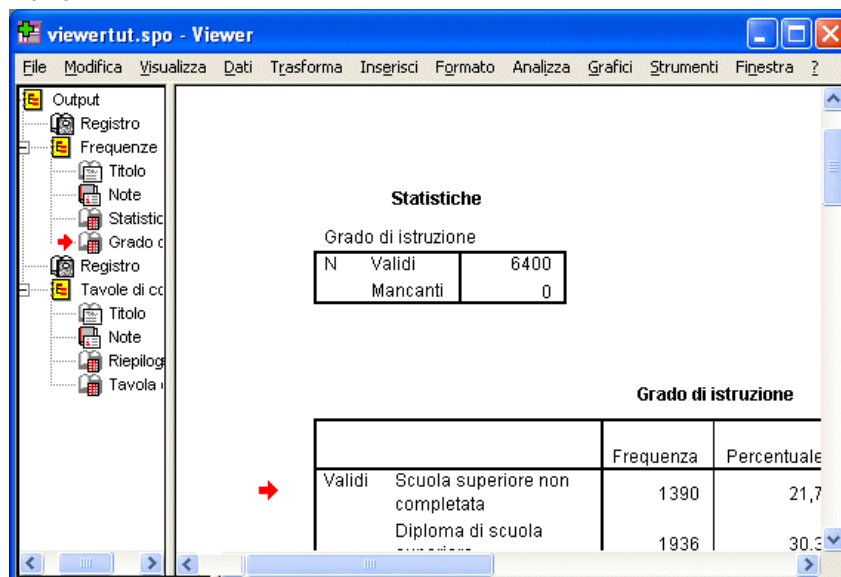 viewertut.spo - Viewer
File Modifica Visualizza Dati Trasforma Inserisci Formato Analizza Grafici Strumenti Finestra ?
Output
Registro
Frequenze
Titolo
Note
Statistic
Grado
Registro
Tavole di
Titolo
Note
Riepilog
Tavola
Statistiche
Grado di istruzione
N Validi 6400
Mancanti 0
Grado di istruzione
Frequenza Percentuale
Validi Scuola superiore non completata 1390 21,7
Diploma di scuola 1936 30,3